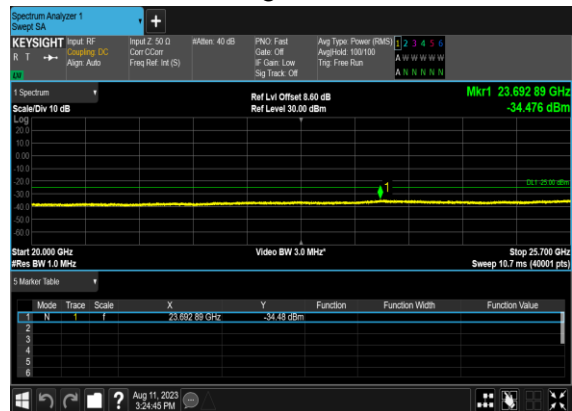 Spectrum Analyzer 1
Swept SA
+
KEYSIGHT Input: RF Input Z: 50 Ω #Atten: 40 dB PNO: Fast Avg Type: Power (RMS) 1 2 3 4 5 6
R T Coupling: DC Corr CCorr Gate: Off Avg|Hold: 100/100 A W W W W W
Align: Auto Freq Ref: Int (S) IF Gain: Low Trig: Free Run
Sig Track: Off A N N N N N
1 Spectrum Ref Lvl Offset 8.60 dB Mkr1 23.692 89 GHz
Scale/Div 10 dB Ref Level 30.00 dBm -34.476 dBm
Log
20.0
10.0
0.00
-10.0
-20.0 DL1 25.00 dBm
1
-30.0
-40.0
-50.0
-60.0
Start 20.000 GHz Video BW 3.0 MHz* Stop 25.700 GHz
#Res BW 1.0 MHz Sweep 10.7 ms (40001 pts)
5 Marker Table
Mode Trace Scale X Y Function Function Width Function Value
1 N 1 f 23.692 89 GHz -34.48 dBm
2
3
4
5
6
? Aug 11, 2023
3:24:45 PM